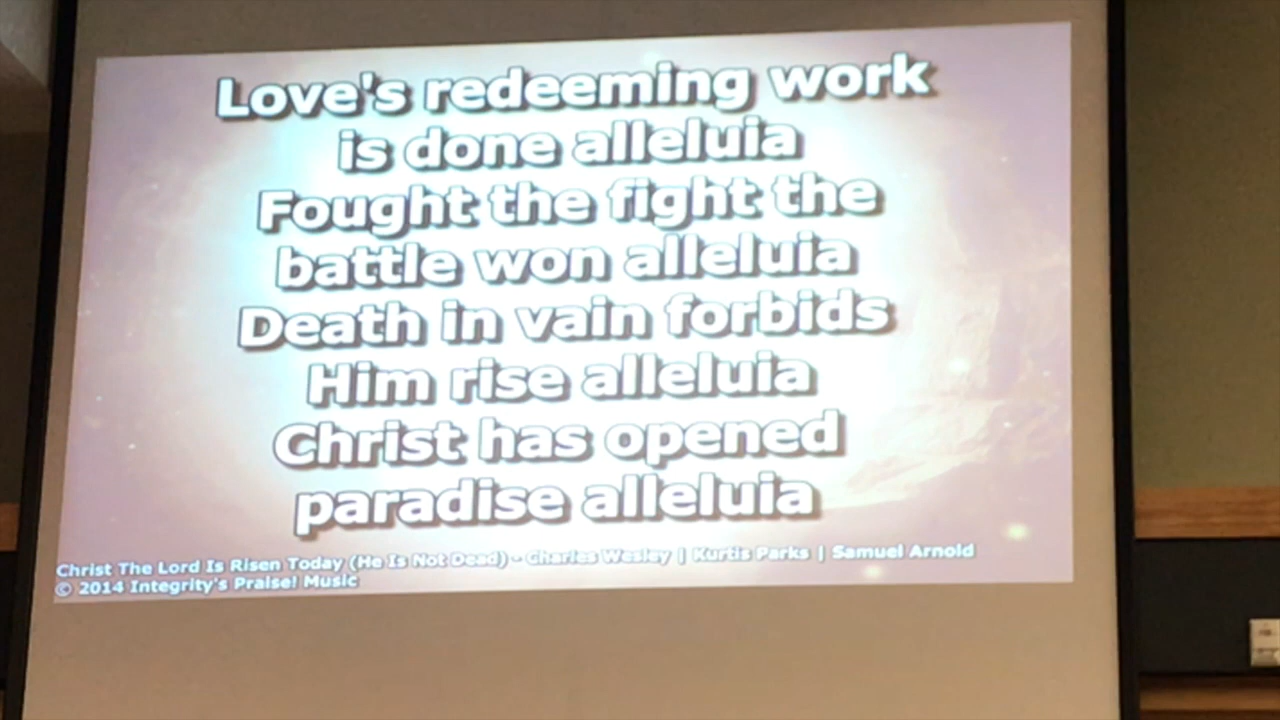 Love's redeeming work
is done alleluia
Fought the fight the
battle won alleluia
Death in vain forbids
Him rise alleluia
Christ has opened
paradise alleluia
Christ The Lord Is Risen Today (He Is Not Dead) - Charles Wesley | Kurtis Parks | Samuel Arnold
© 2014 Integrity's Praise! Music